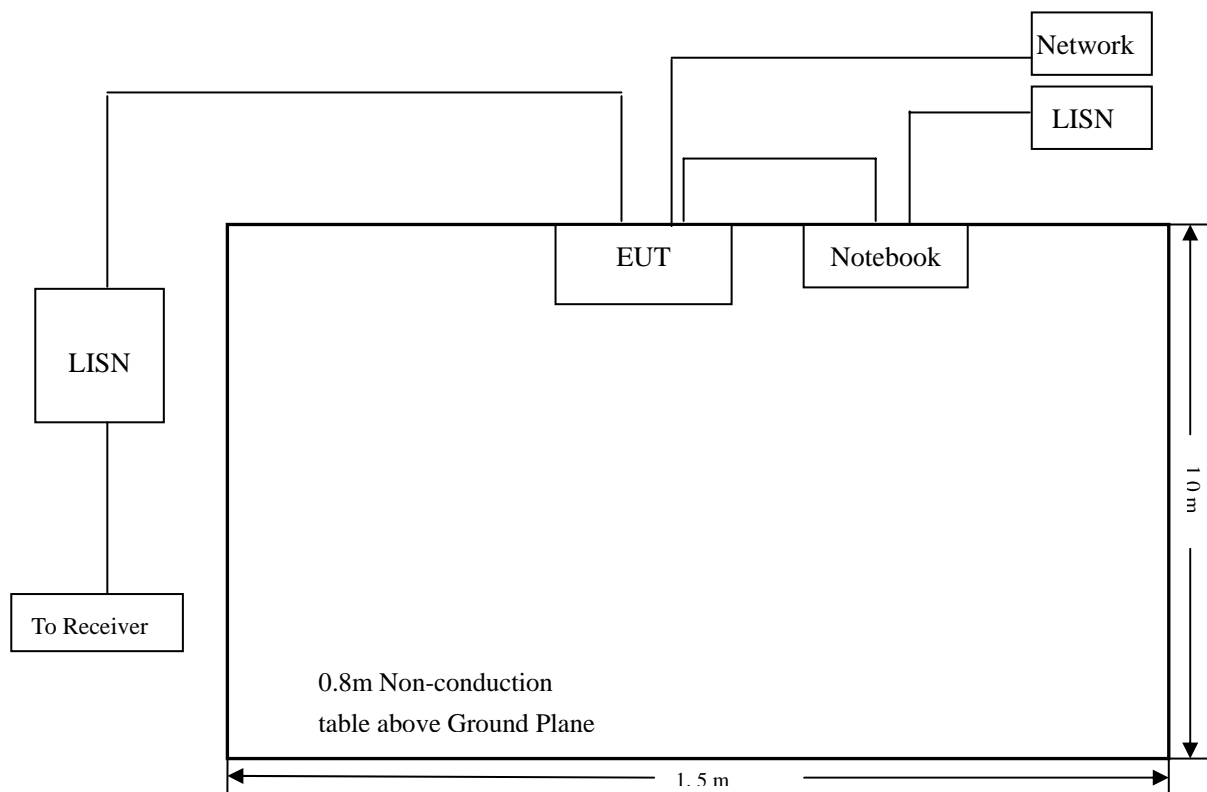 Network
LISN
EUT
Notebook
LISN
1 0 m
To Receiver
0.8m Non-conduction
table above Ground Plane
1. 5 m